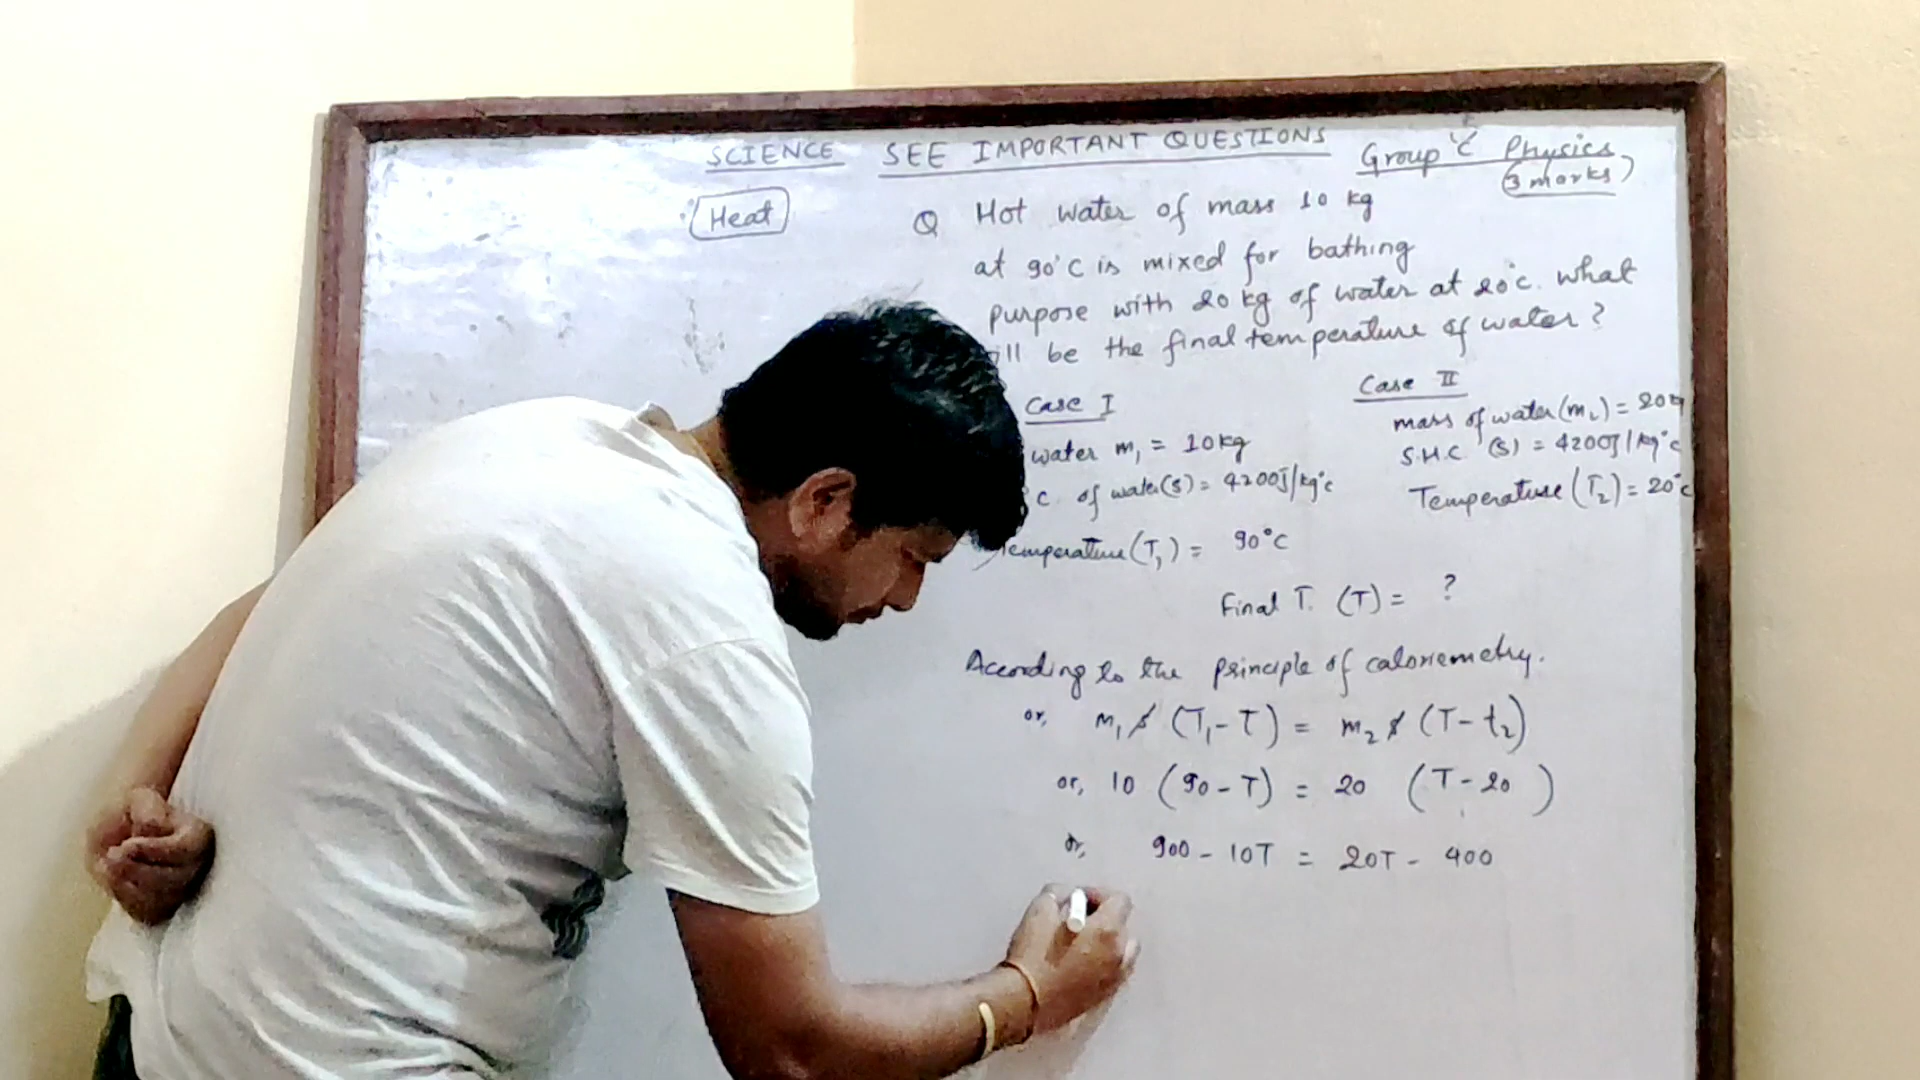 SCIENCE SEE IMPORTANT QUESTIONS Group 'C' Physics
(3 marks)
Heat
Q Hot water of mass 10 kg
at 90°C is mixed for bathing
purpose with 20 kg of water at 20°C. what
ill be the final temperature of water?
Case I
water m₁ = 10kg
C. of water(s) = 4200J/kg°c
Temperature (T₁) = 90°C
Case II
mass of water (m₂) = 20kg
S.H.C. (s) = 4200J/kg°c
Temperature (T₂) = 20°c
Final T. (T) = ?
According to the principle of caloriemetry.
or, m₁s (T₁-T) = m₂s (T-t₂)
or, 10 (90-T) = 20 (T-20)
or, 900 - 10T = 20T - 400